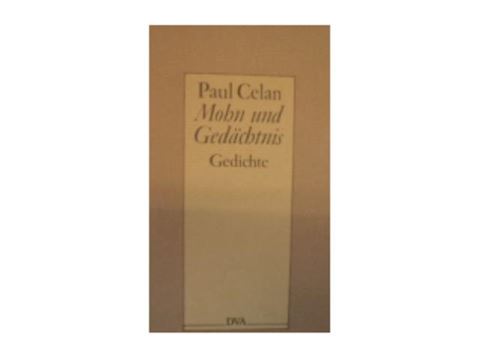 Paul Celan
Mohn und
Gedächtnis
Gedichte
DVA